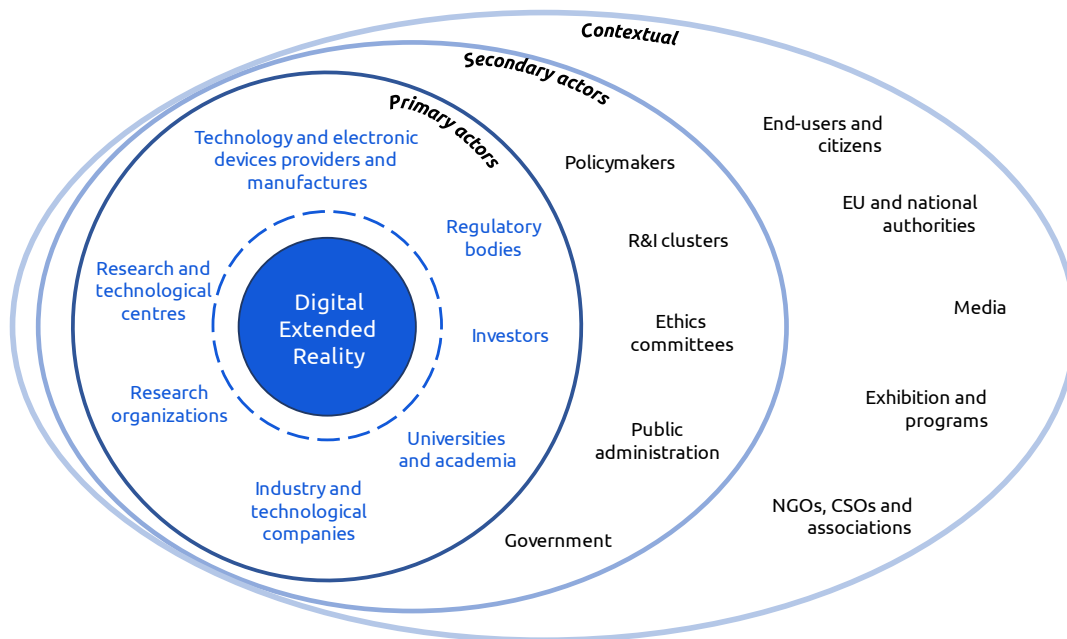 Contextual
Secondary actors
Primary actors
Technology and electronic
devices providers and
manufactures
Regulatory
bodies
Research and
technological
centres
Digital
Extended
Reality
Investors
Research
organizations
Universities
and academia
Industry and
technological
companies
Policymakers
R&I clusters
Ethics
committees
Public
administration
Government
End-users and
citizens
EU and national
authorities
Media
Exhibition and
programs
NGOs, CSOs and
associations